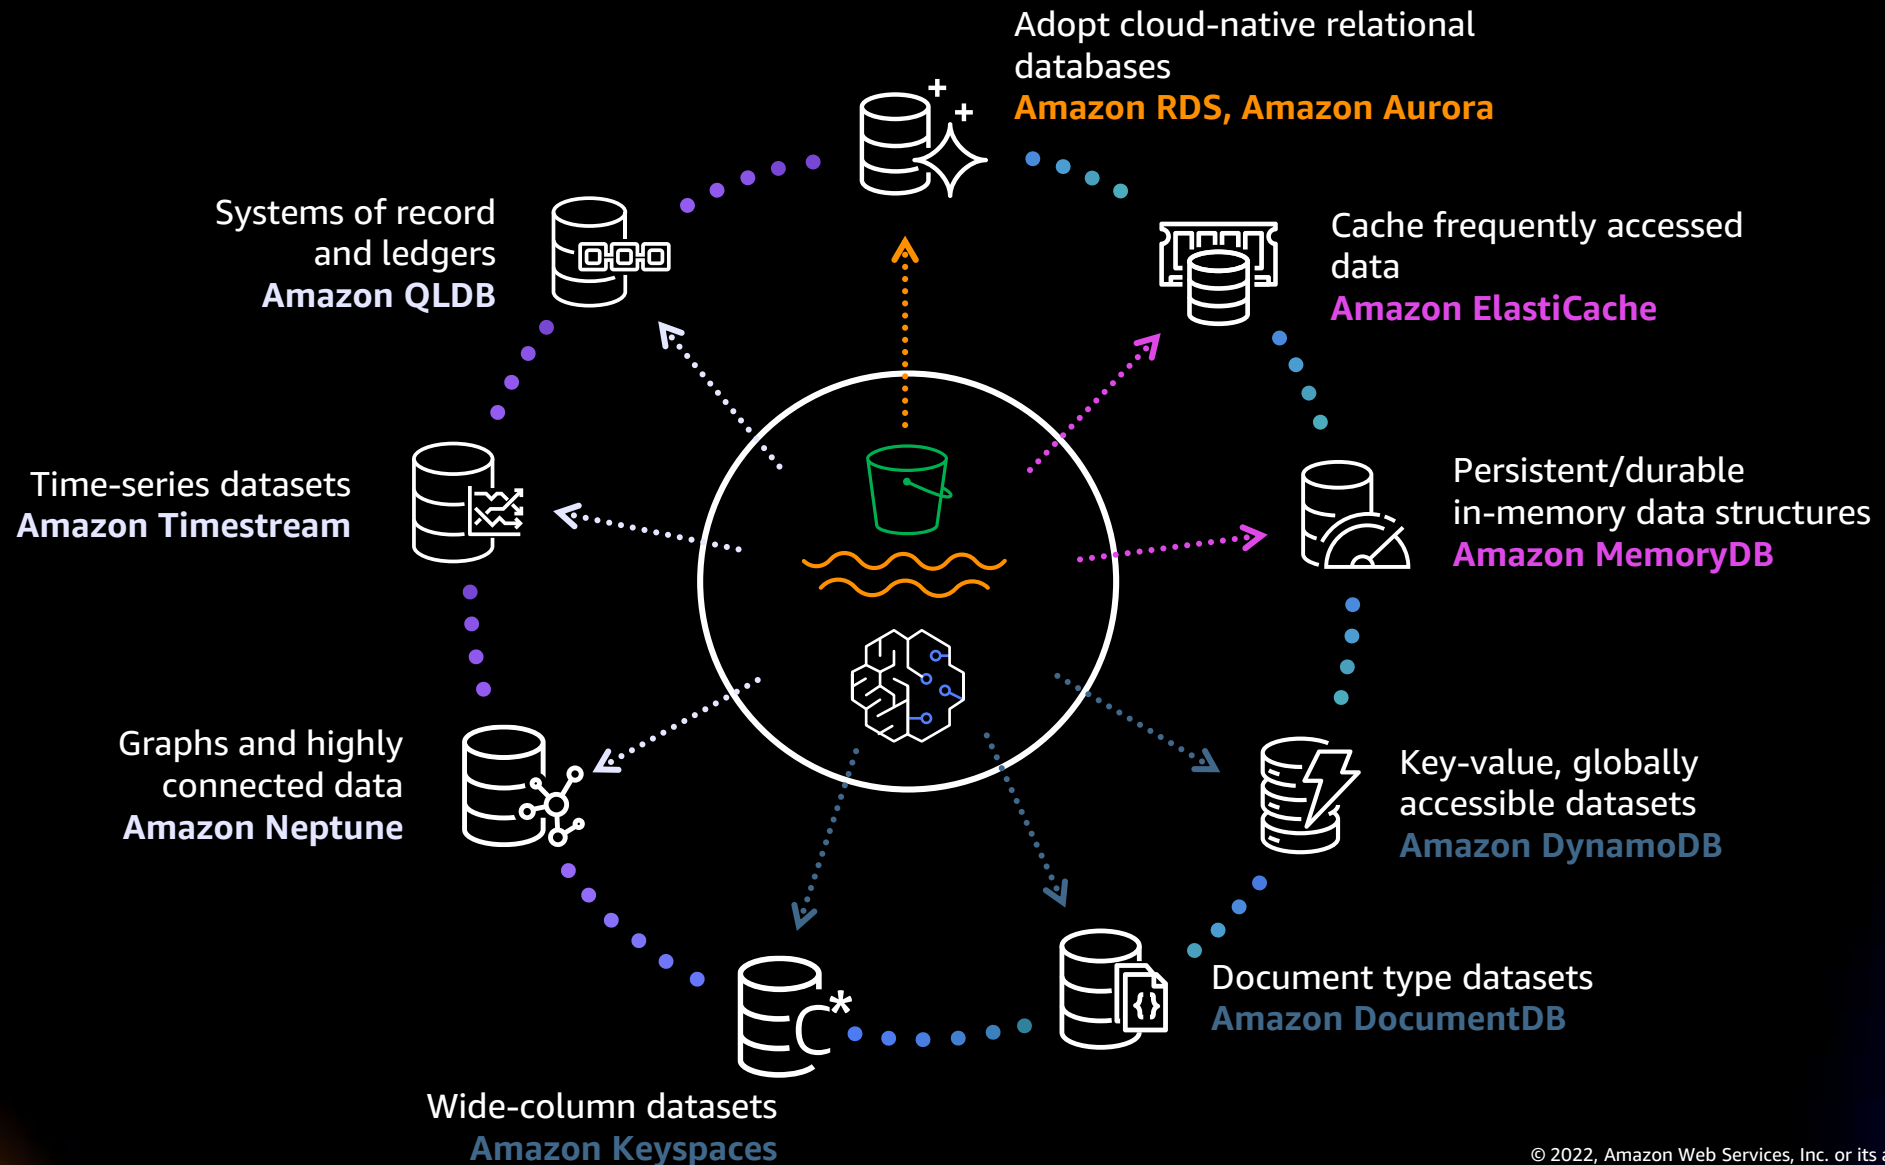 Adopt cloud-native relational
databases
Amazon RDS, Amazon Aurora
Systems of record
and ledgers
Amazon QLDB
Cache frequently accessed
data
Amazon ElastiCache
Time-series datasets
Amazon Timestream
Persistent/durable
in-memory data structures
Amazon MemoryDB
Graphs and highly
connected data
Amazon Neptune
Key-value, globally
accessible datasets
Amazon DynamoDB
Document type datasets
Amazon DocumentDB
C*
{}
Wide-column datasets
Amazon Keyspaces
© 2022, Amazon Web Services, Inc. or its